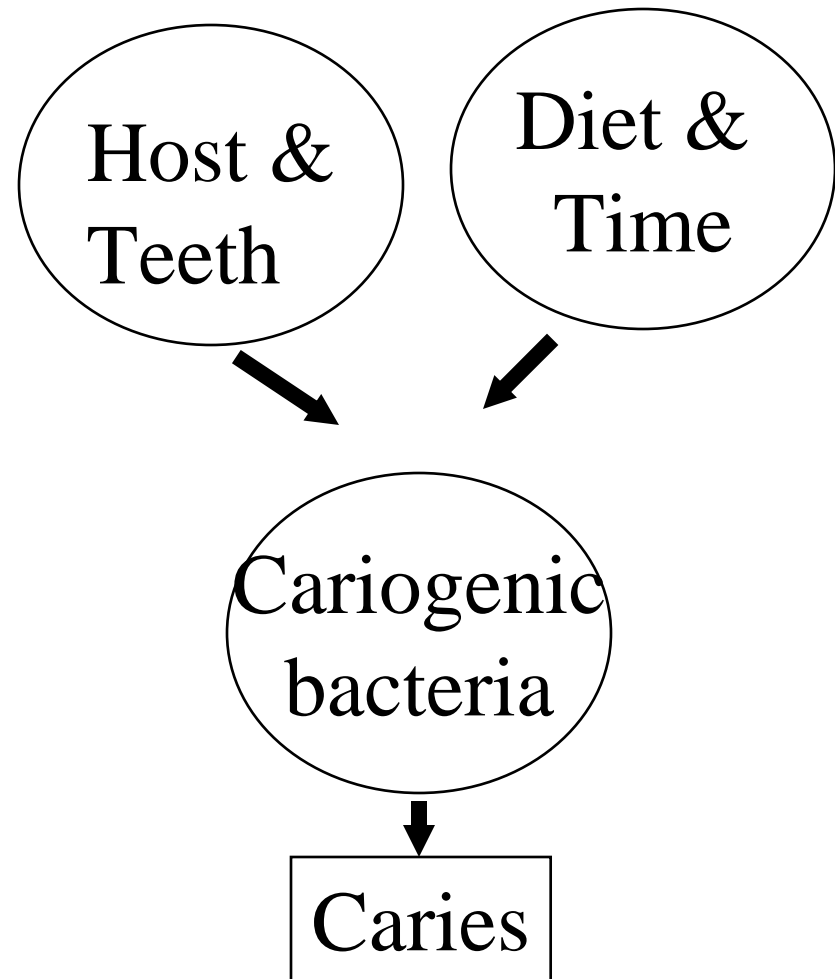 Host &
Teeth
Diet &
Time
Cariogenic
bacteria
Caries